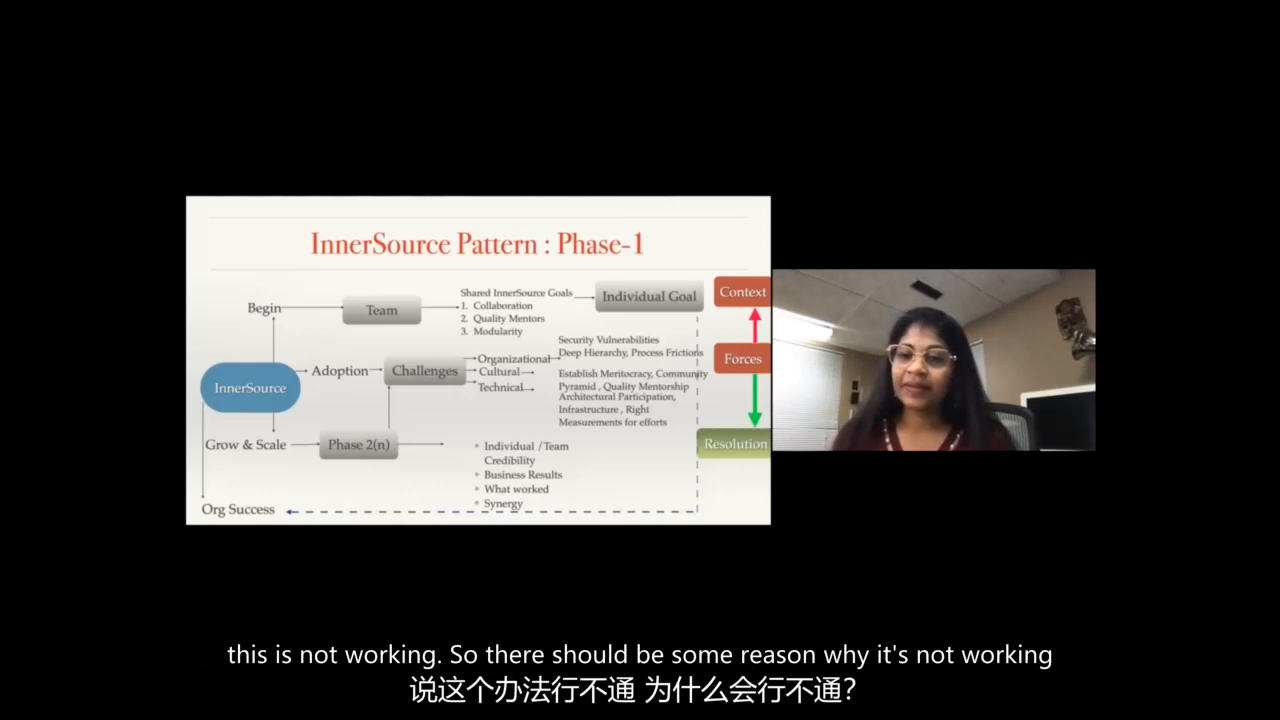 InnerSource Pattern : Phase-1
Begin
Team
Shared InnerSource Goals
1. Collaboration
2. Quality Mentors
3. Modularity
Individual Goal
Context
Forces
Resolution
InnerSource
Adoption
Challenges
Organizational
Cultural
Technical
Security Vulnerabilities
Deep Hierarchy, Process Frictions
Establish Meritocracy, Community
Pyramid , Quality Mentorship
Architectural Participation,
Infrastructure , Right
Measurements for efforts
Grow & Scale
Phase 2(n)
Individual /Team
Credibility
Business Results
What worked
Synergy
Org Success
this is not working. So there should be some reason why it's not working
说这个办法行不通 为什么会行不通？